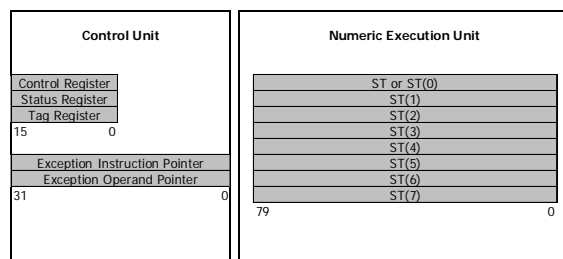 Control Unit
Control Register
Status Register
Tag Register
15 0
Exception Instruction Pointer
Exception Operand Pointer
31 0
Numeric Execution Unit
ST or ST(0)
ST(1)
ST(2)
ST(3)
ST(4)
ST(5)
ST(6)
ST(7)
79 0